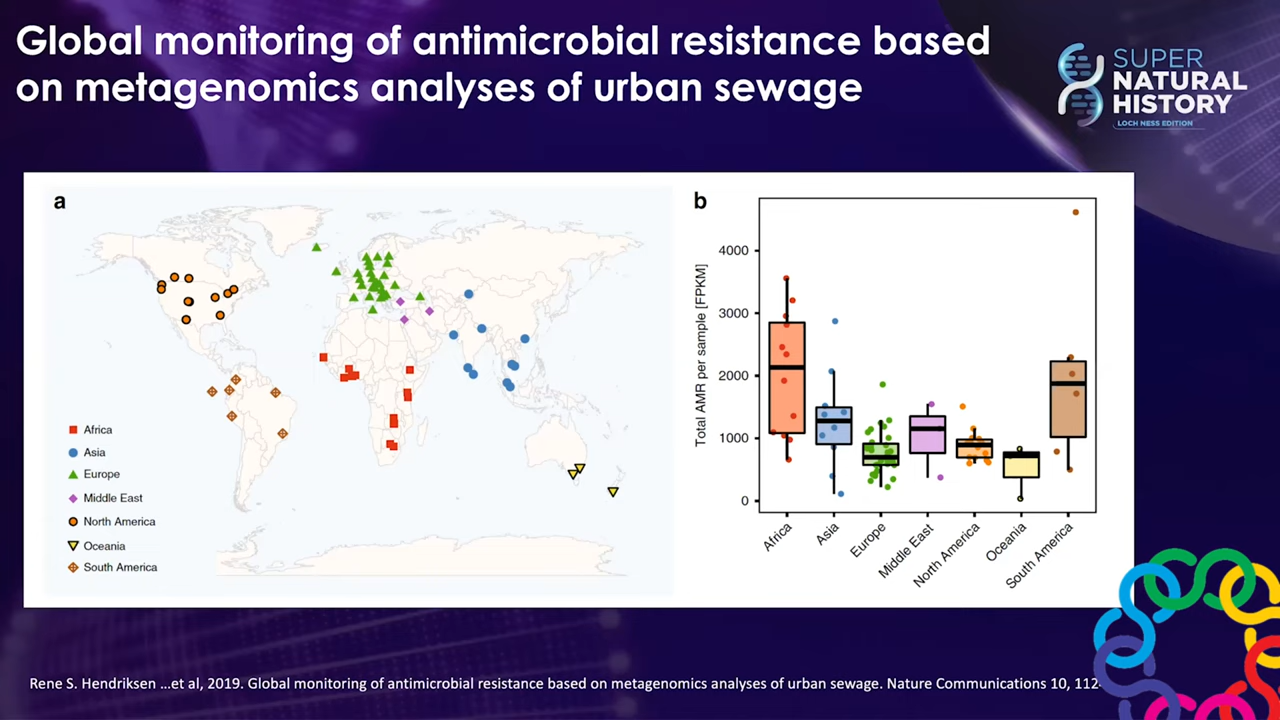 Global monitoring of antimicrobial resistance based
on metagenomics analyses of urban sewage
SUPER
NATURAL
HISTORY
LOCH NESS EDITION
a
Africa
Asia
Europe
Middle East
North America
Oceania
South America
b
Total AMR per sample [FPKM]
4000
3000
2000
1000
0
Africa
Asia
Europe
Middle East
North America
Oceania
South America
Rene S. Hendriksen ...et al, 2019. Global monitoring of antimicrobial resistance based on metagenomics analyses of urban sewage. Nature Communications 10, 112